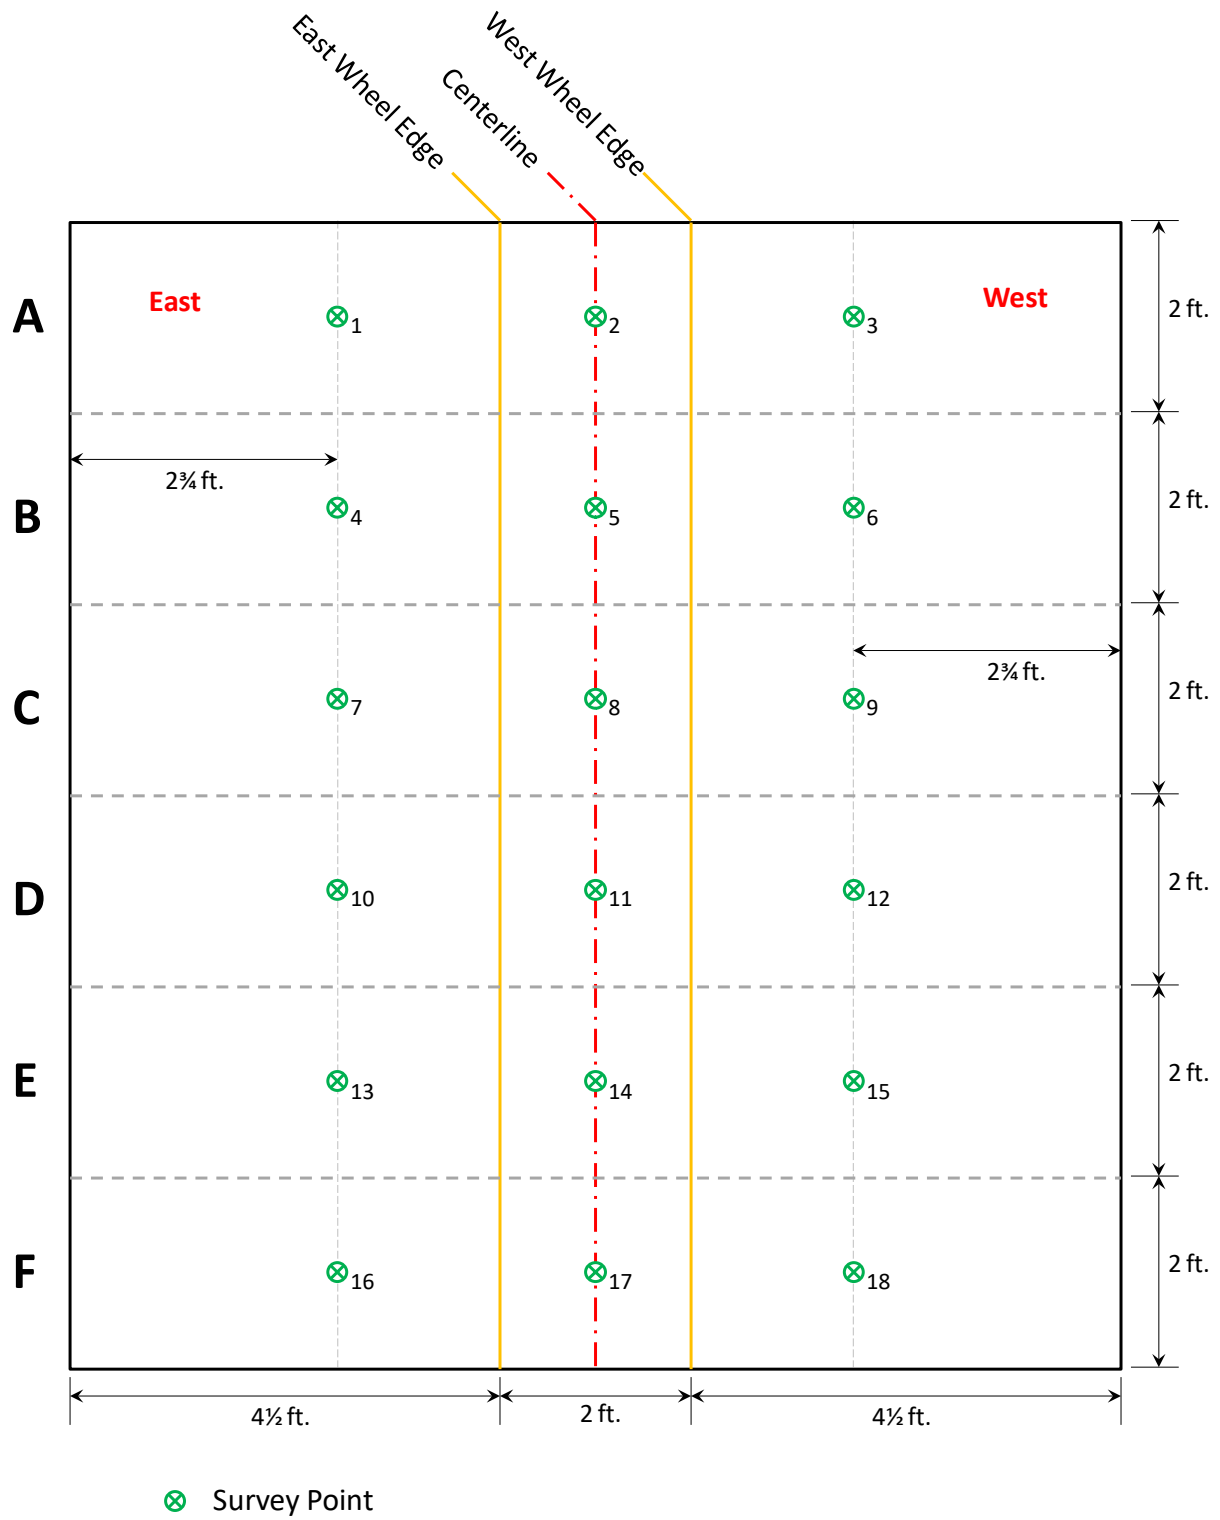 East Wheel Edge
Centerline
West Wheel Edge
East
West
A
1
2
3
2 ft.
2¾ ft.
B
4
5
6
2 ft.
2¾ ft.
C
7
8
9
2 ft.
D
10
11
12
2 ft.
E
13
14
15
2 ft.
F
16
17
18
2 ft.
4½ ft.
2 ft.
4½ ft.
Survey Point